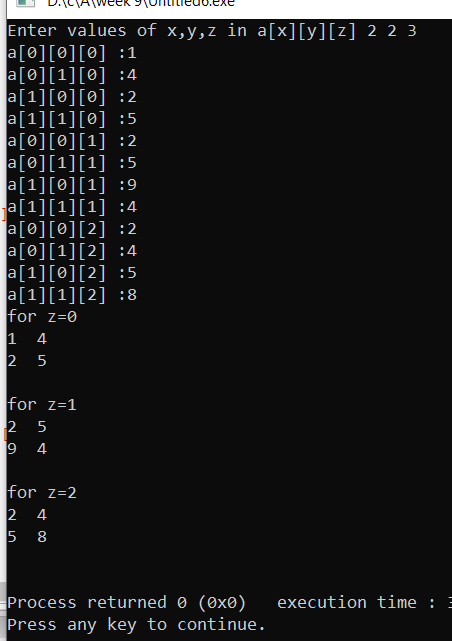 D:\c\A\week 9\Untitled6.exe
Enter values of x,y,z in a[x][y][z] 2 2 3
a[0][0][0] :1
a[0][1][0] :4
a[1][0][0] :2
a[1][1][0] :5
a[0][0][1] :2
a[0][1][1] :5
a[1][0][1] :9
a[1][1][1] :4
a[0][0][2] :2
a[0][1][2] :4
a[1][0][2] :5
a[1][1][2] :8
for z=0
1  4
2  5
for z=1
2  5
9  4
for z=2
2  4
5  8
Process returned 0 (0x0)   execution time : 3
Press any key to continue.